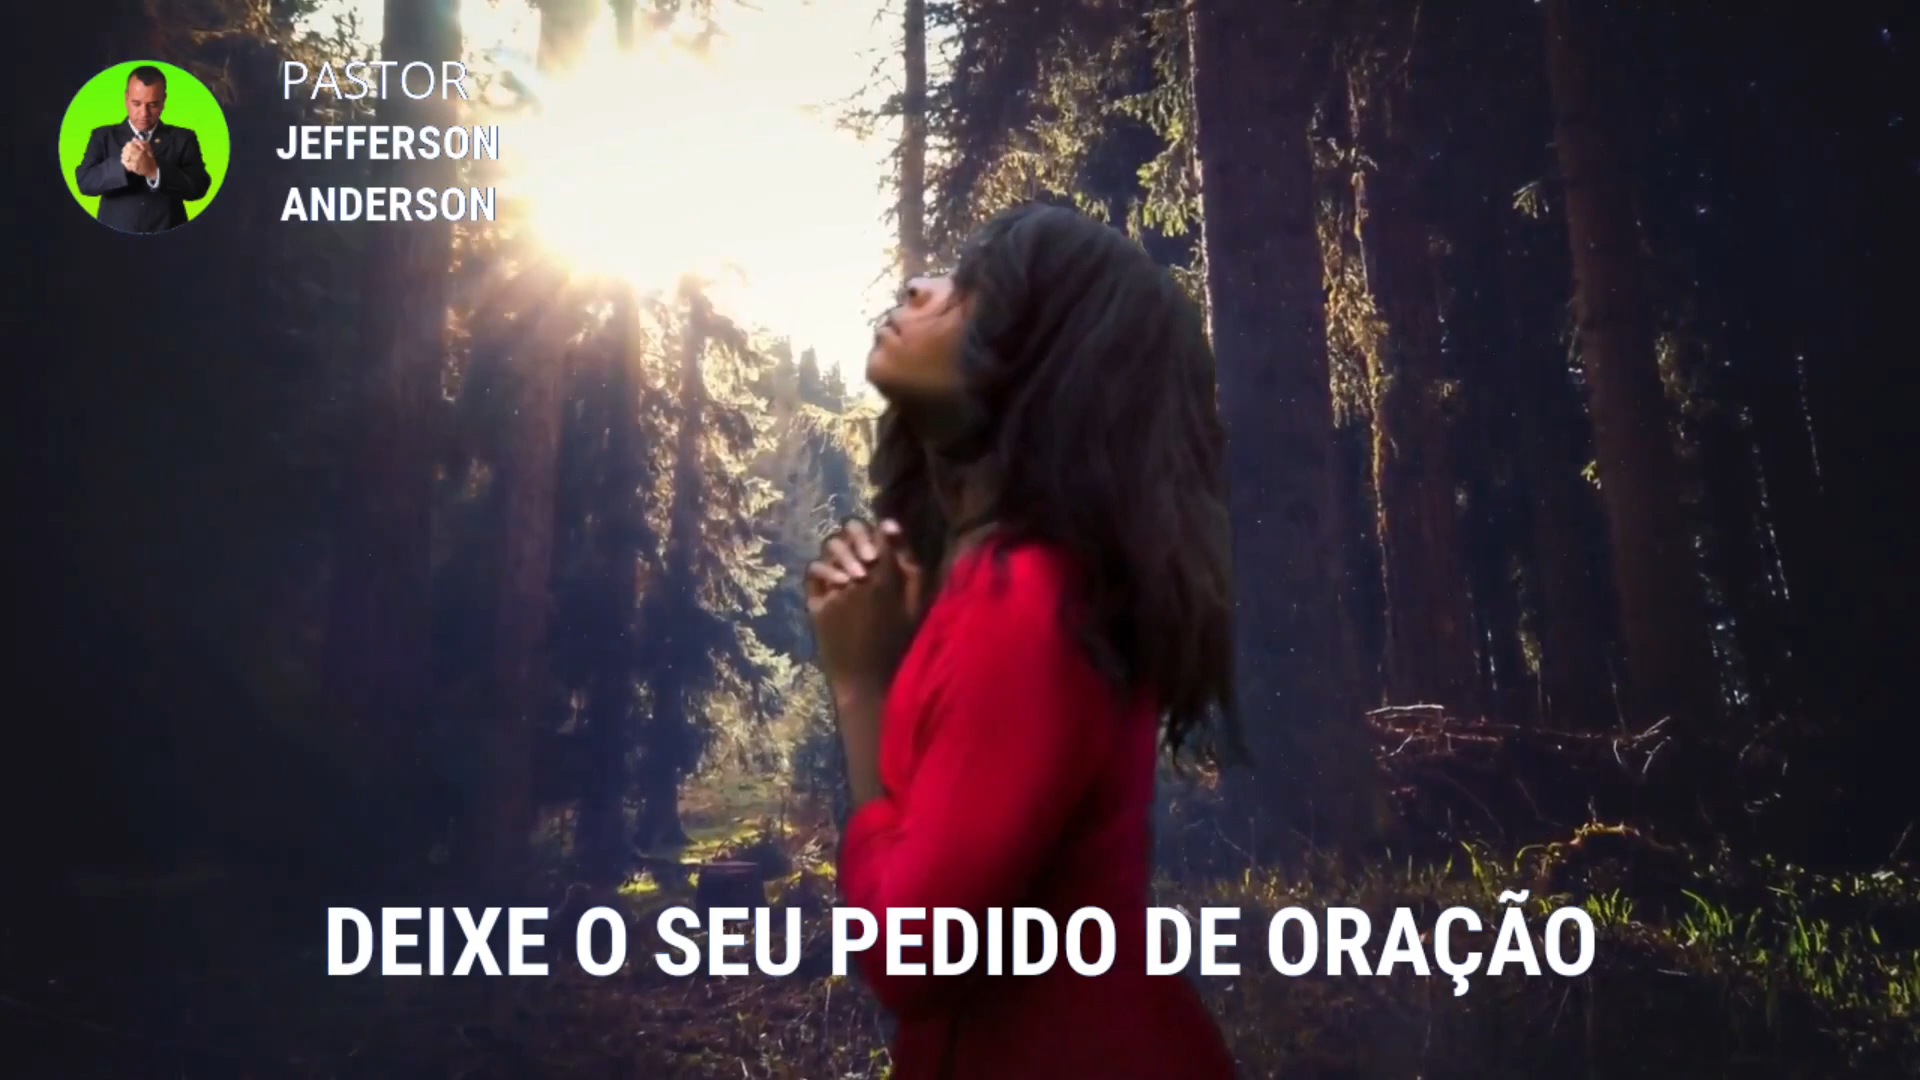 PASTOR
JEFFERSON
ANDERSON
DEIXE O SEU PEDIDO DE ORAÇÃO